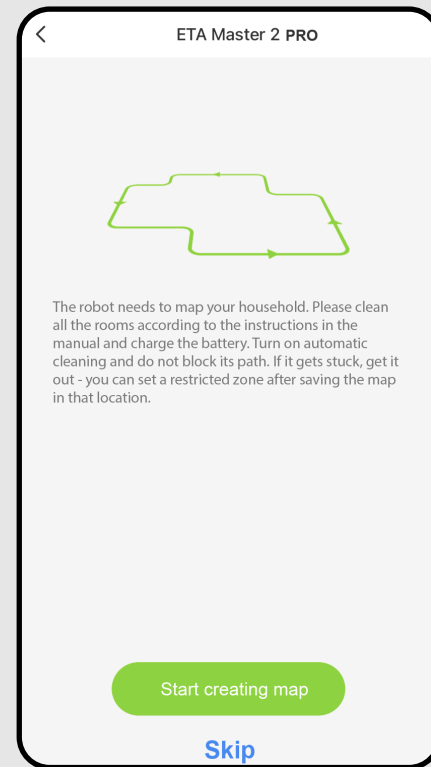 ETA Master 2 PRO
The robot needs to map your household. Please clean
all the rooms according to the instructions in the
manual and charge the battery. Turn on automatic
cleaning and do not block its path. If it gets stuck, get it
out - you can set a restricted zone after saving the map
in that location.
Start creating map
Skip